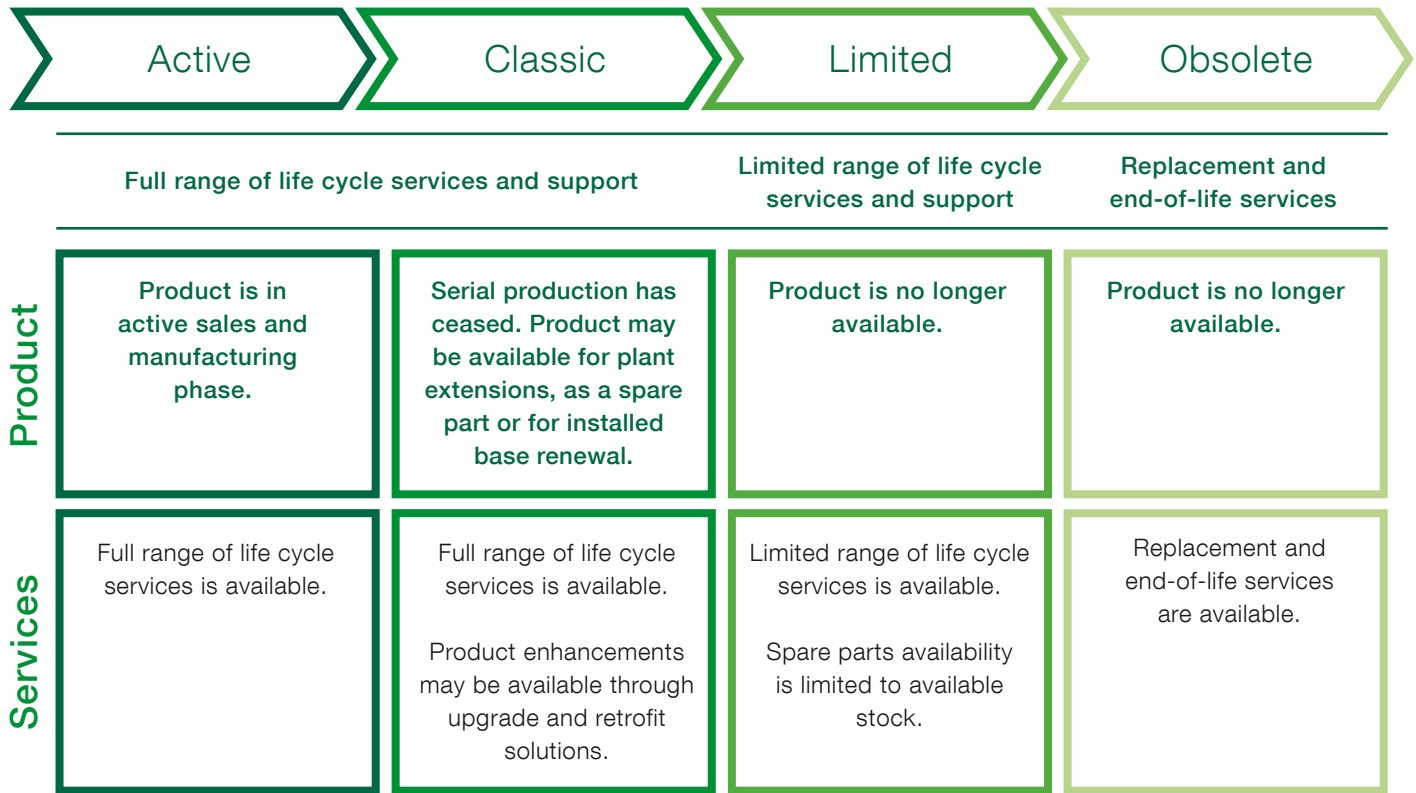 Active
Classic
Limited
Obsolete
Full range of life cycle services and support
Limited range of life cycle
services and support
Replacement and
end-of-life services
Product
Product is in
active sales and
manufacturing
phase.
Serial production has
ceased. Product may
be available for plant
extensions, as a spare
part or for installed
base renewal.
Product is no longer
available.
Product is no longer
available.
Services
Full range of life cycle
services is available.
Full range of life cycle
services is available.
Product enhancements
may be available through
upgrade and retrofit
solutions.
Limited range of life cycle
services is available.
Spare parts availability
is limited to available
stock.
Replacement and
end-of-life services
are available.